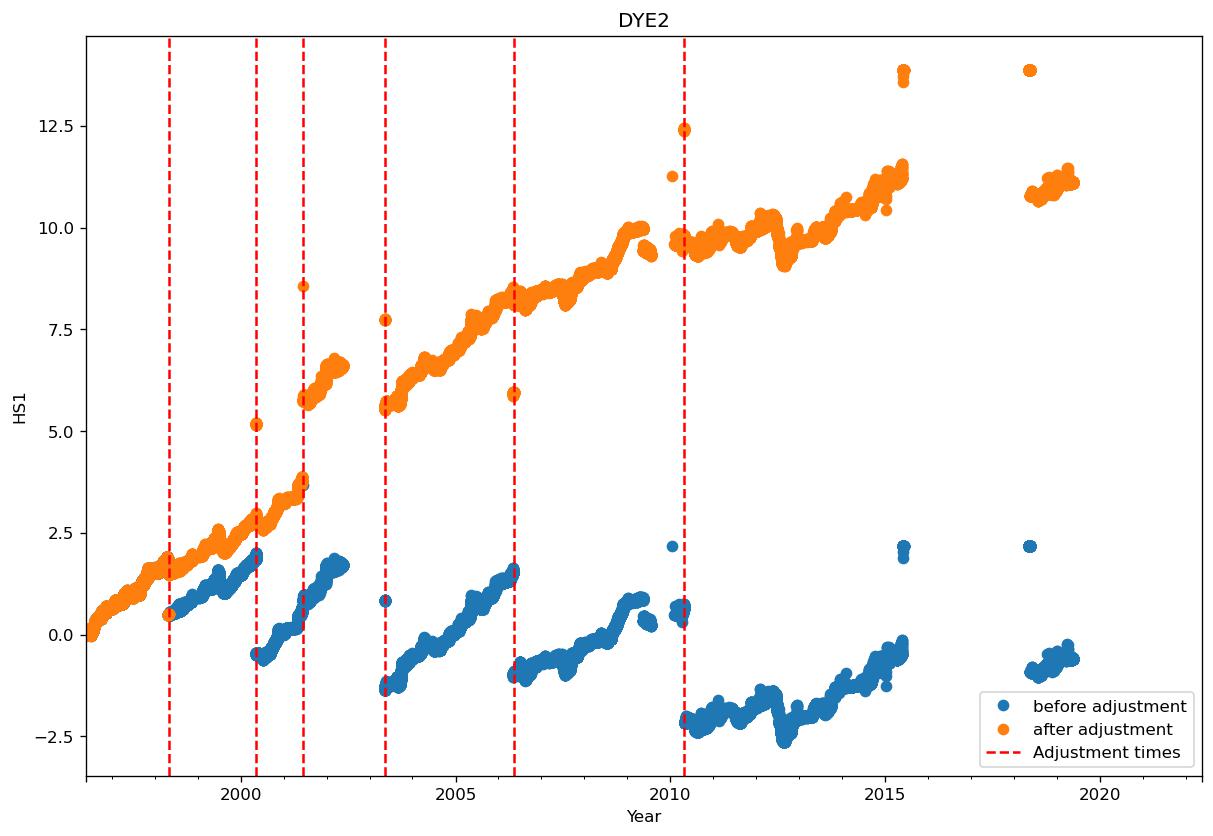 DYE2
12.5
10.0
7.5
5.0
2.5
0.0
−2.5
HS1
2000
2005
2010
2015
2020
Year
before adjustment
after adjustment
Adjustment times